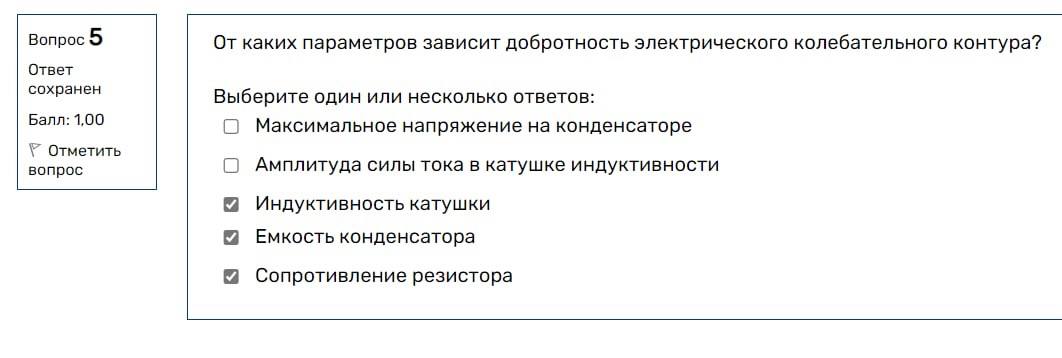 Вопрос 5
Ответ
сохранен
Балл: 1,00
Отметить
вопрос
От каких параметров зависит добротность электрического колебательного контура?
Выберите один или несколько ответов:
Максимальное напряжение на конденсаторе
Амплитуда силы тока в катушке индуктивности
Индуктивность катушки
Емкость конденсатора
Сопротивление резистора